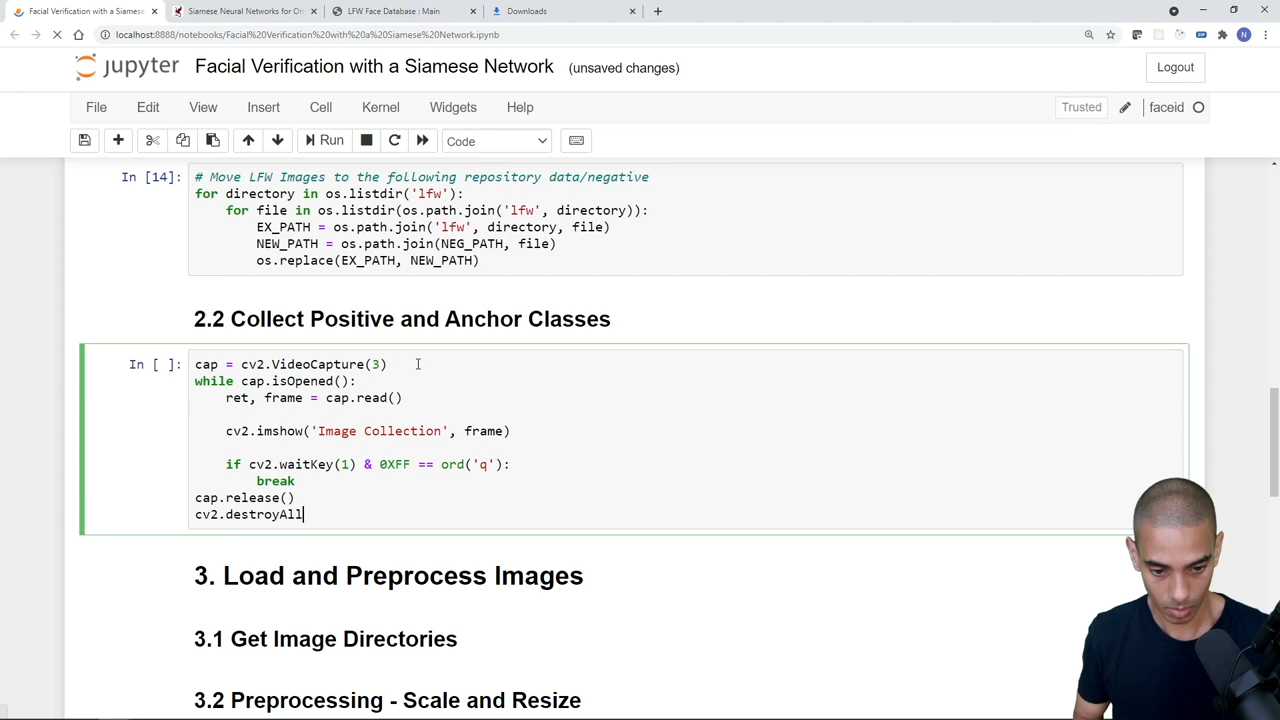 Facial Verification with a Siamese
Siamese Neural Networks for On
LFW Face Database : Main
Downloads
localhost:8888/notebooks/Facial%20Verification%20with%20a%20Siamese%20Network.ipynb
N
jupyter
Facial Verification with a Siamese Network (unsaved changes)
Logout
File Edit View Insert Cell Kernel Widgets Help
Trusted
faceid
Run
Code
In [14]:
# Move LFW Images to the following repository data/negative
for directory in os.listdir('lfw'):
    for file in os.listdir(os.path.join('lfw', directory)):
        EX_PATH = os.path.join('lfw', directory, file)
        NEW_PATH = os.path.join(NEG_PATH, file)
        os.replace(EX_PATH, NEW_PATH)
2.2 Collect Positive and Anchor Classes
In [ ]:
cap = cv2.VideoCapture(3)
while cap.isOpened():
    ret, frame = cap.read()
    cv2.imshow('Image Collection', frame)
    if cv2.waitKey(1) & 0XFF == ord('q'):
        break
cap.release()
cv2.destroyAll
3. Load and Preprocess Images
3.1 Get Image Directories
3.2 Preprocessing - Scale and Resize